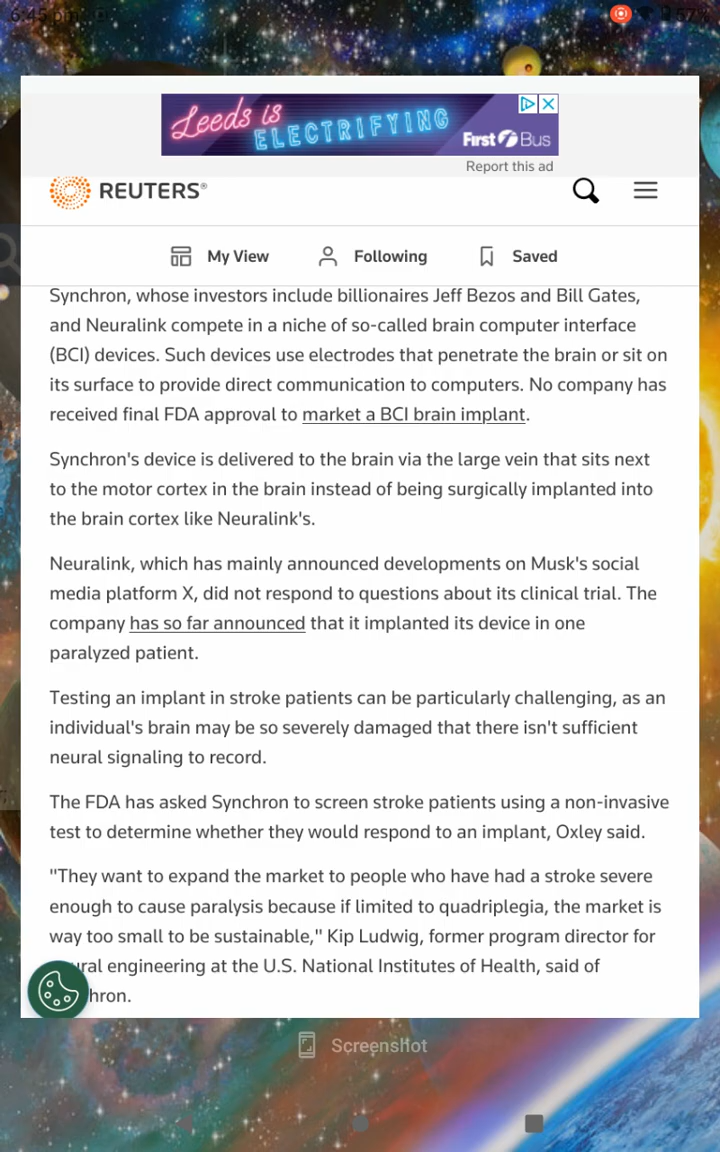 6:45 pm
57
Leeds is
ELECTRIFYING
First Bus
Report this ad
REUTERS®
My View
Following
Saved
Synchron, whose investors include billionaires Jeff Bezos and Bill Gates,
and Neuralink compete in a niche of so-called brain computer interface
(BCI) devices. Such devices use electrodes that penetrate the brain or sit on
its surface to provide direct communication to computers. No company has
received final FDA approval to market a BCI brain implant.
Synchron's device is delivered to the brain via the large vein that sits next
to the motor cortex in the brain instead of being surgically implanted into
the brain cortex like Neuralink's.
Neuralink, which has mainly announced developments on Musk's social
media platform X, did not respond to questions about its clinical trial. The
company has so far announced that it implanted its device in one
paralyzed patient.
Testing an implant in stroke patients can be particularly challenging, as an
individual's brain may be so severely damaged that there isn't sufficient
neural signaling to record.
The FDA has asked Synchron to screen stroke patients using a non-invasive
test to determine whether they would respond to an implant, Oxley said.
"They want to expand the market to people who have had a stroke severe
enough to cause paralysis because if limited to quadriplegia, the market is
way too small to be sustainable," Kip Ludwig, former program director for
ural engineering at the U.S. National Institutes of Health, said of
hron.
Screenshot